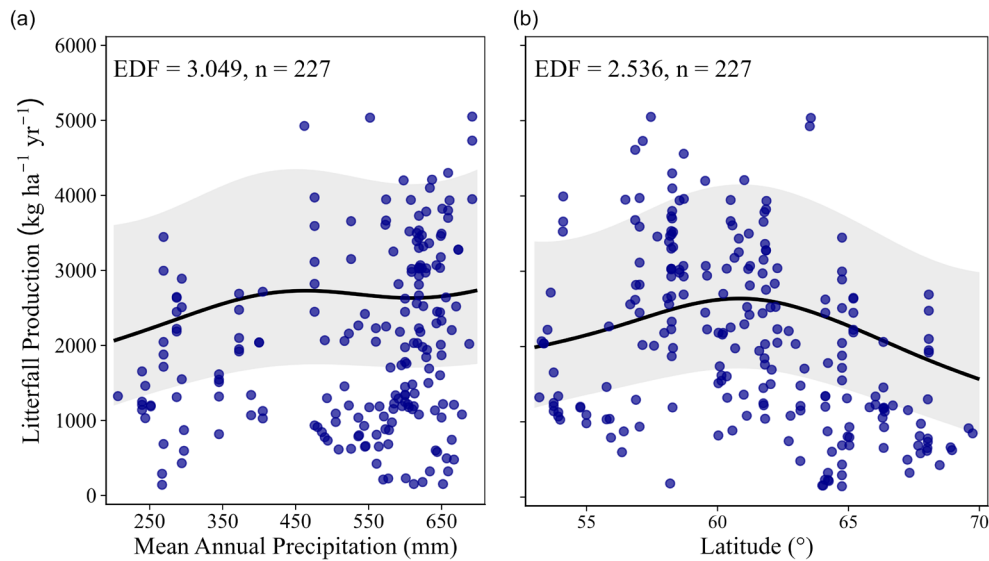 (a)
(b)
EDF = 3.049, n = 227
EDF = 2.536, n = 227
Litterfall Production (kg ha⁻¹ yr⁻¹)
6000
5000
4000
3000
2000
1000
0
250 350 450 550 650
Mean Annual Precipitation (mm)
55 60 65 70
Latitude (°)